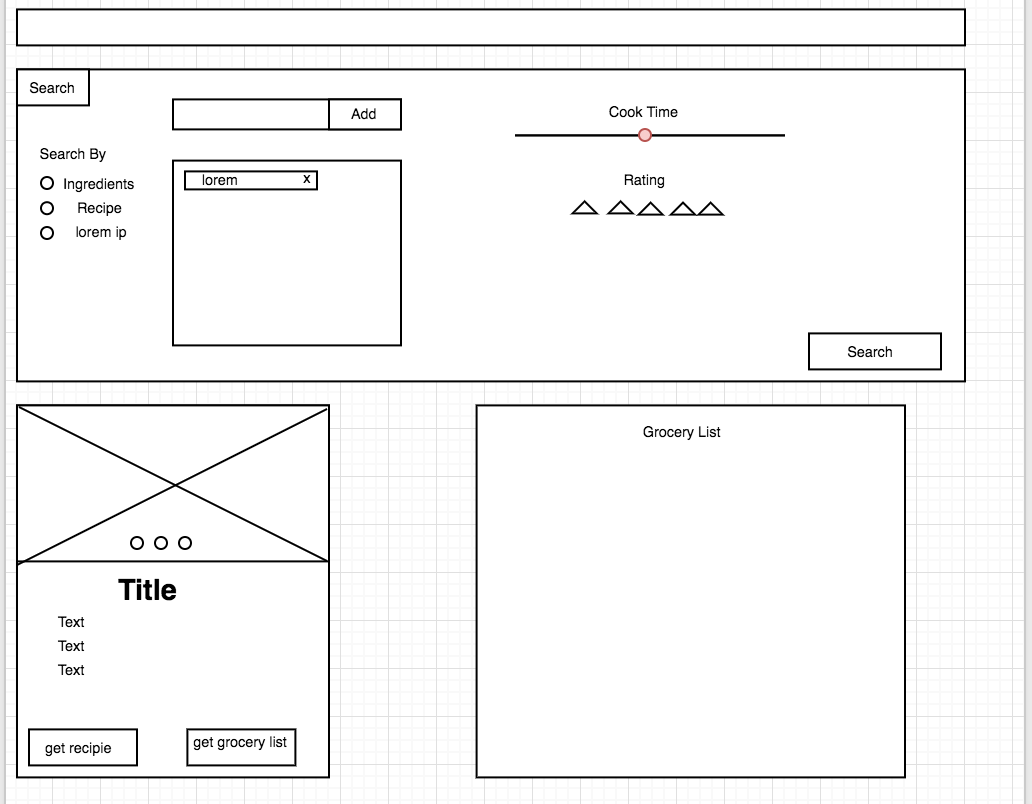 Search
Add
Cook Time
Search By
lorem x
Rating
Ingredients
Recipe
lorem ip
Search
Grocery List
Title
Text
Text
Text
get recipie
get grocery list